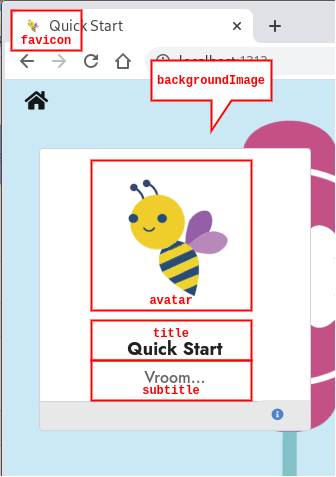 Quick Start
favicon
localhost:1313
backgroundImage
avatar
title
Quick Start
Vroom...
subtitle